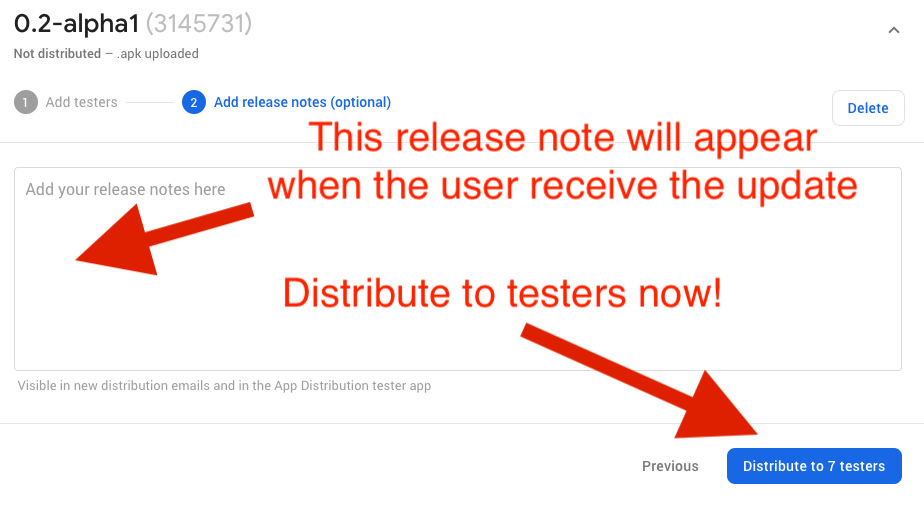 0.2-alpha1 (3145731)
Not distributed – .apk uploaded
1 Add testers 2 Add release notes (optional)
Delete
This release note will appear
when the user receive the update
Add your release notes here
Distribute to testers now!
Visible in new distribution emails and in the App Distribution tester app
Previous
Distribute to 7 testers